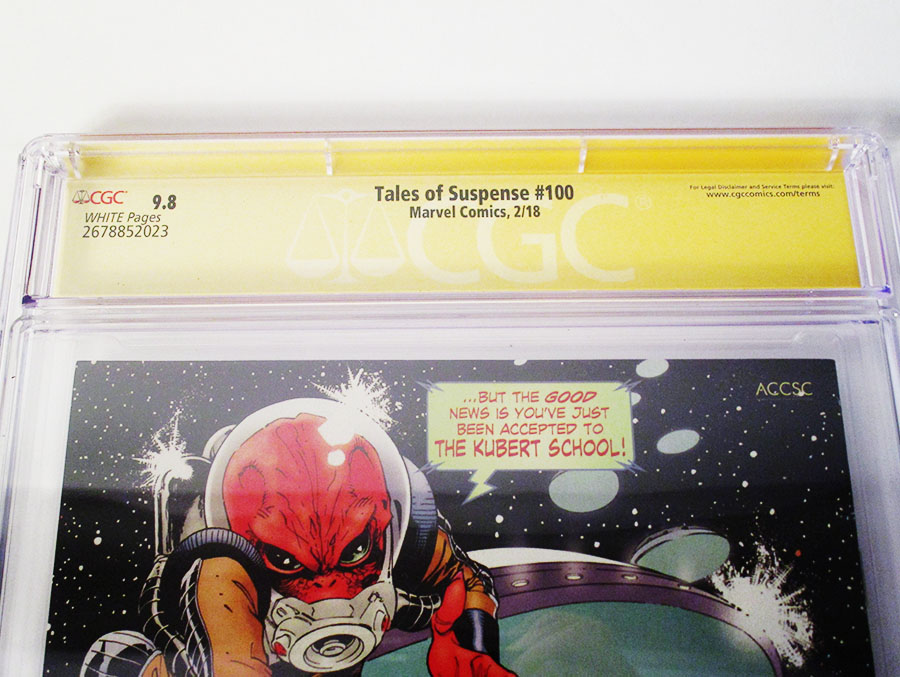 CGC 9.8
WHITE Pages
2678852023
Tales of Suspense #100
Marvel Comics, 2/18
For Legal Disclaimer and Service Terms please visit:
www.cgccomics.com/terms
CGC®
ACCSC
...BUT THE GOOD
NEWS IS YOU'VE JUST
BEEN ACCEPTED TO
THE KUBERT SCHOOL!